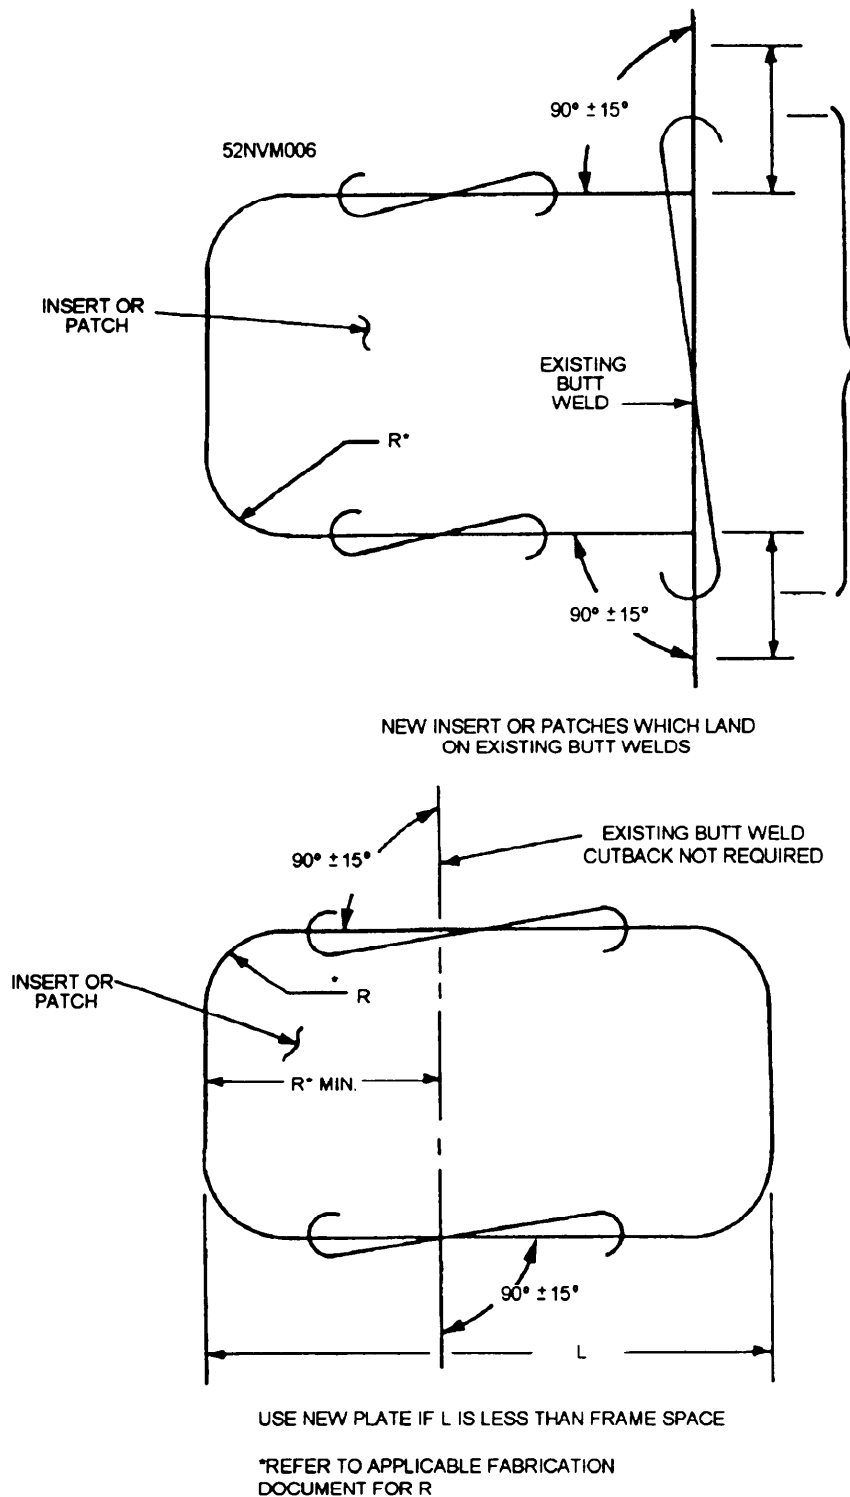 90° ±15°
52NVM006
INSERT OR
PATCH
EXISTING
BUTT
WELD
R*
90° ±15°
NEW INSERT OR PATCHES WHICH LAND
ON EXISTING BUTT WELDS
EXISTING BUTT WELD
CUTBACK NOT REQUIRED
90° ±15°
INSERT OR
PATCH
* R
R* MIN.
90° ±15°
L
USE NEW PLATE IF L IS LESS THAN FRAME SPACE
*REFER TO APPLICABLE FABRICATION
DOCUMENT FOR R